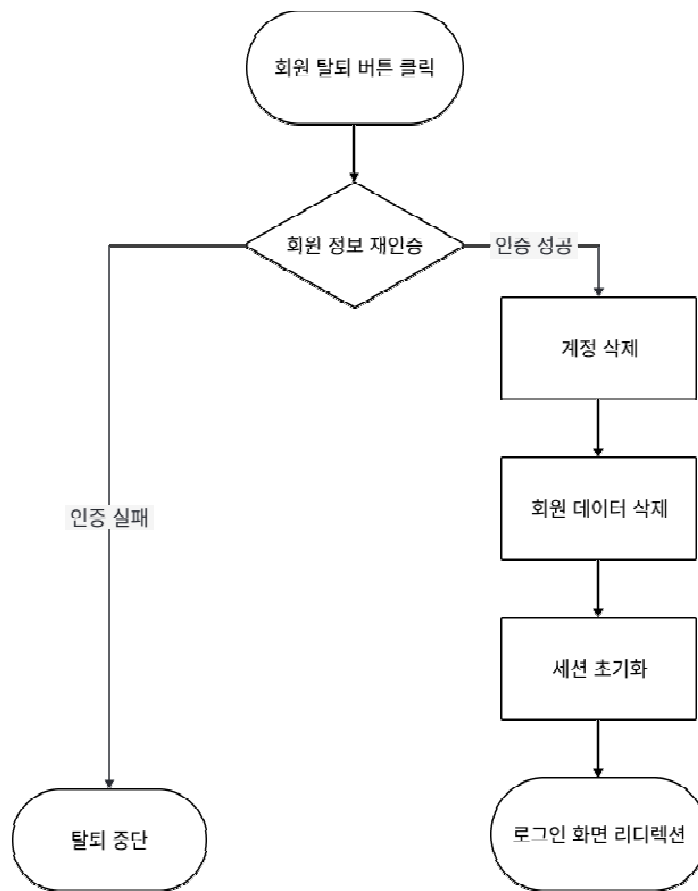 회원 탈퇴 버튼 클릭
회원 정보 재인증
인증 성공
계정 삭제
회원 데이터 삭제
인증 실패
세션 초기화
탈퇴 중단
로그인 화면 리디렉션